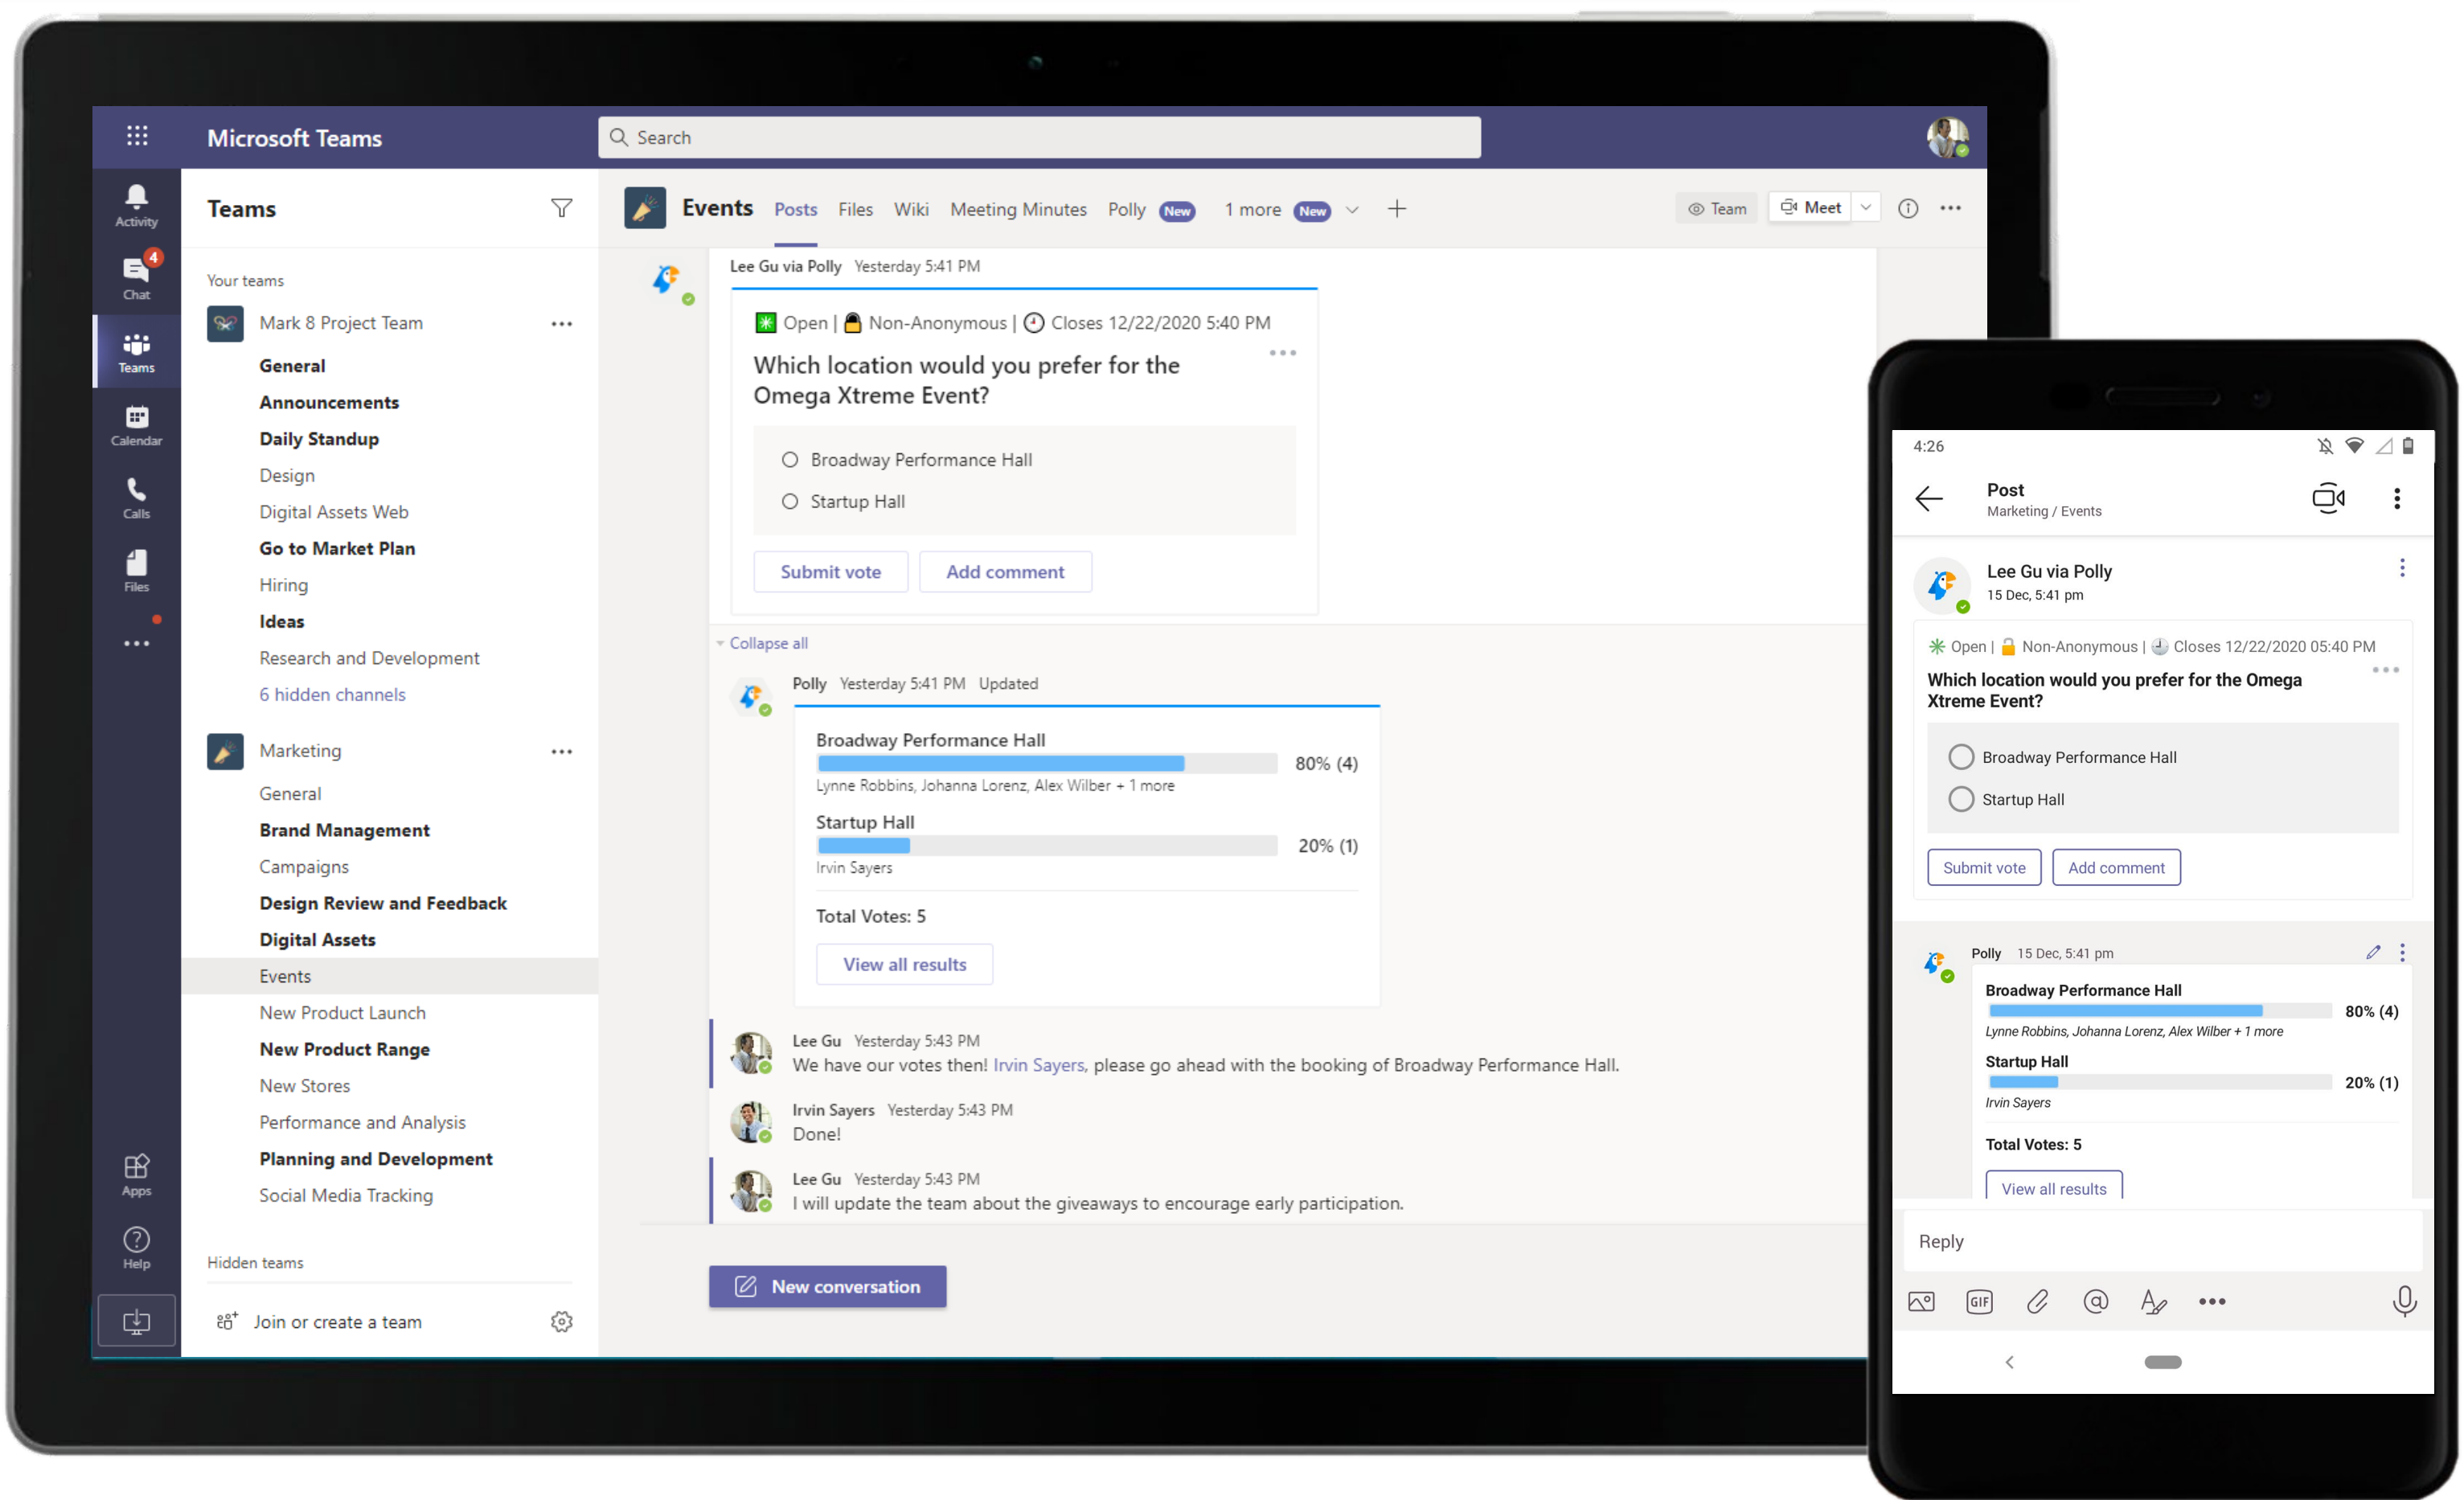 Microsoft Teams
Search
Activity
4
Chat
Teams
Calendar
Calls
Files
Apps
Help
Teams
Your teams
Mark 8 Project Team
General
Announcements
Daily Standup
Design
Digital Assets Web
Go to Market Plan
Hiring
Ideas
Research and Development
6 hidden channels
Marketing
General
Brand Management
Campaigns
Design Review and Feedback
Digital Assets
Events
New Product Launch
New Product Range
New Stores
Performance and Analysis
Planning and Development
Social Media Tracking
Hidden teams
Join or create a team
Events Posts Files Wiki Meeting Minutes Polly New 1 more New
Team Meet
Lee Gu via Polly Yesterday 5:41 PM
Open | Non-Anonymous | Closes 12/22/2020 5:40 PM
Which location would you prefer for the
Omega Xtreme Event?
Broadway Performance Hall
Startup Hall
Submit vote Add comment
Collapse all
Polly Yesterday 5:41 PM Updated
Broadway Performance Hall
80% (4)
Lynne Robbins, Johanna Lorenz, Alex Wilber + 1 more
Startup Hall
20% (1)
Irvin Sayers
Total Votes: 5
View all results
Lee Gu Yesterday 5:43 PM
We have our votes then! Irvin Sayers, please go ahead with the booking of Broadway Performance Hall.
Irvin Sayers Yesterday 5:43 PM
Done!
Lee Gu Yesterday 5:43 PM
I will update the team about the giveaways to encourage early participation.
New conversation
4:26
Post
Marketing / Events
Lee Gu via Polly
15 Dec, 5:41 pm
Open | Non-Anonymous | Closes 12/22/2020 05:40 PM
Which location would you prefer for the Omega
Xtreme Event?
Broadway Performance Hall
Startup Hall
Submit vote Add comment
Polly 15 Dec, 5:41 pm
Broadway Performance Hall
80% (4)
Lynne Robbins, Johanna Lorenz, Alex Wilber + 1 more
Startup Hall
20% (1)
Irvin Sayers
Total Votes: 5
View all results
Reply
GIF